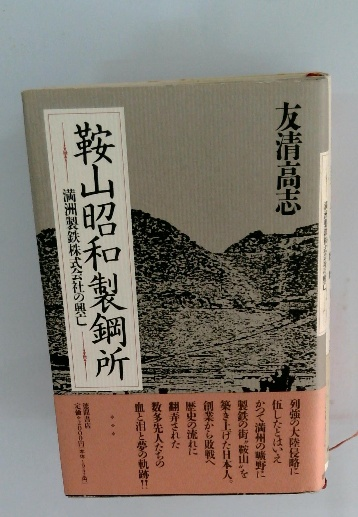 友清高志
鞍山昭和製鋼所
満洲製鉄株式会社の興亡
列強の大陸侵略に
伍したとはいえ
かつて満州の曠野に
製鉄の街"鞍山"を
築き上げた日本人。
創業から敗戦へ
歴史の流れに
翻弄された
数多先人たちの
血と泪と夢の軌跡!!
徳間書店